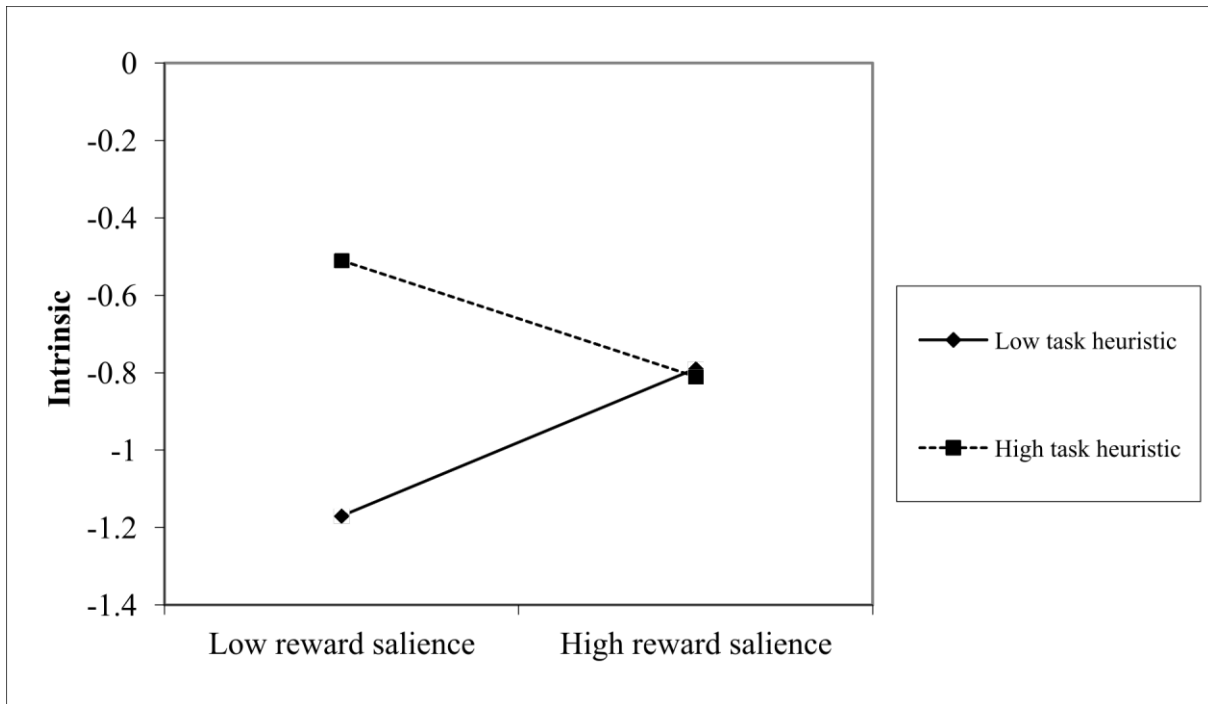 0
-0.2
-0.4
-0.6
-0.8
-1
-1.2
-1.4
Intrinsic
Low reward salience
High reward salience
Low task heuristic
High task heuristic